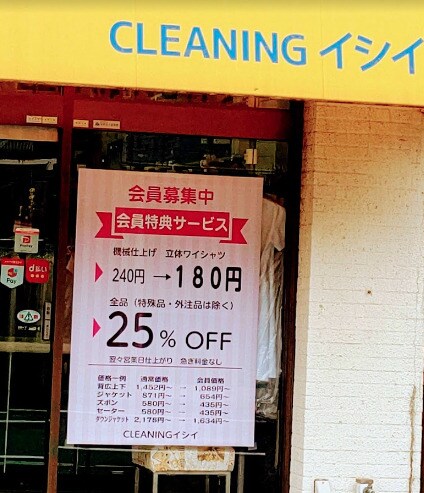 CLEANING イシイ
会員募集中
会員特典サービス
機械仕上げ 立体ワイシャツ
240円 →180円
全品（特殊品・外注品は除く）
25% OFF
翌々営業日仕上がり 急ぎ料金なし
価格一例 通常価格 会員価格
背広上下 1,452円～ → 1,089円～
ジャケット 871円～ → 654円～
ズボン 580円～ → 435円～
セーター 580円～ → 435円～
ダウンジャケット 2,178円～ → 1,634円～
CLEANINGイシイ
PayPay
Pay
d払い